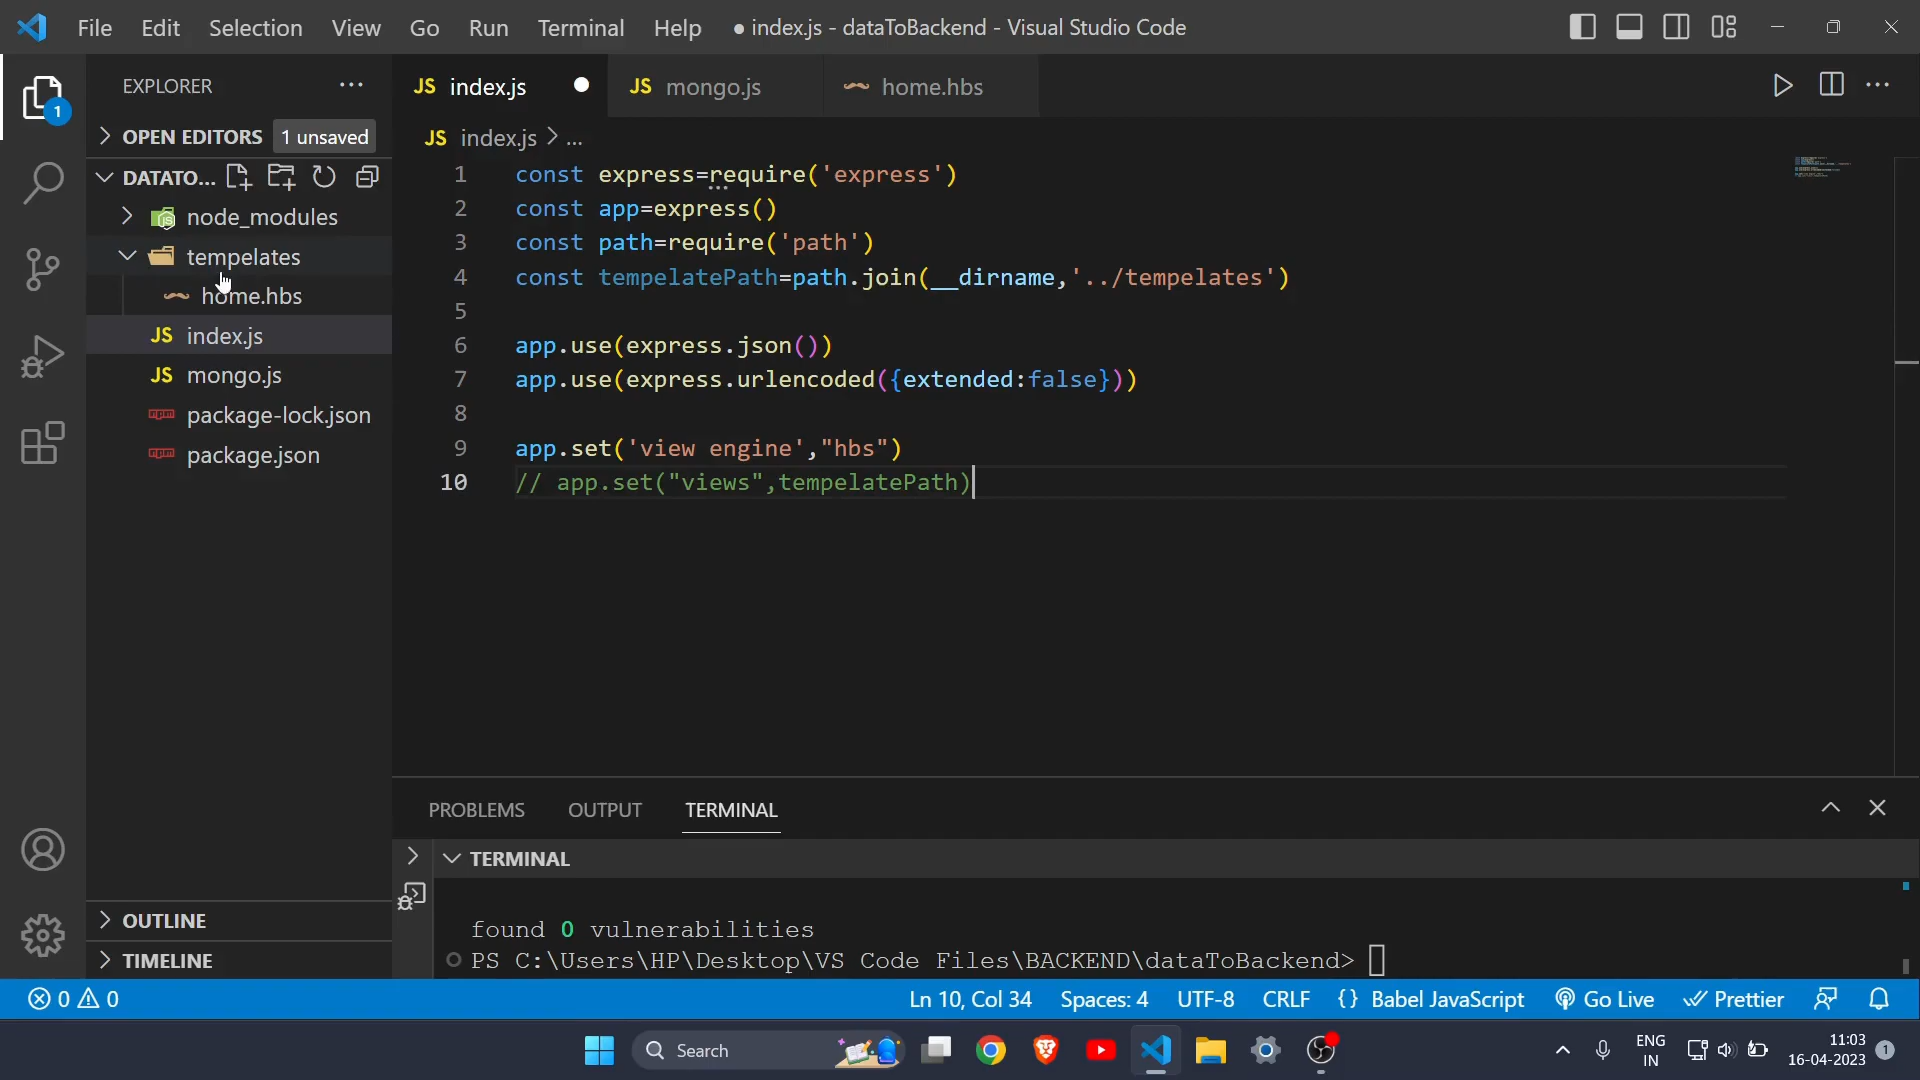 File Edit Selection View Go Run Terminal Help ● index.js - dataToBackend - Visual Studio Code
EXPLORER ···
JS index.js ● JS mongo.js home.hbs
1
OPEN EDITORS 1 unsaved
JS index.js > ...
DATATO...
node_modules
tempelates
home.hbs
JS index.js
JS mongo.js
package-lock.json
package.json
1 const express=require('express')
2 const app=express()
3 const path=require('path')
4 const tempelatePath=path.join(__dirname,'../tempelates')
5
6 app.use(express.json())
7 app.use(express.urlencoded({extended:false}))
8
9 app.set('view engine',"hbs")
10 // app.set("views",tempelatePath)
PROBLEMS OUTPUT TERMINAL
TERMINAL
found 0 vulnerabilities
PS C:\Users\HP\Desktop\VS Code Files\BACKEND\dataToBackend>
OUTLINE
TIMELINE
0 0 Ln 10, Col 34 Spaces: 4 UTF-8 CRLF {} Babel JavaScript Go Live Prettier
Search
ENG
IN
11:03
16-04-2023
1